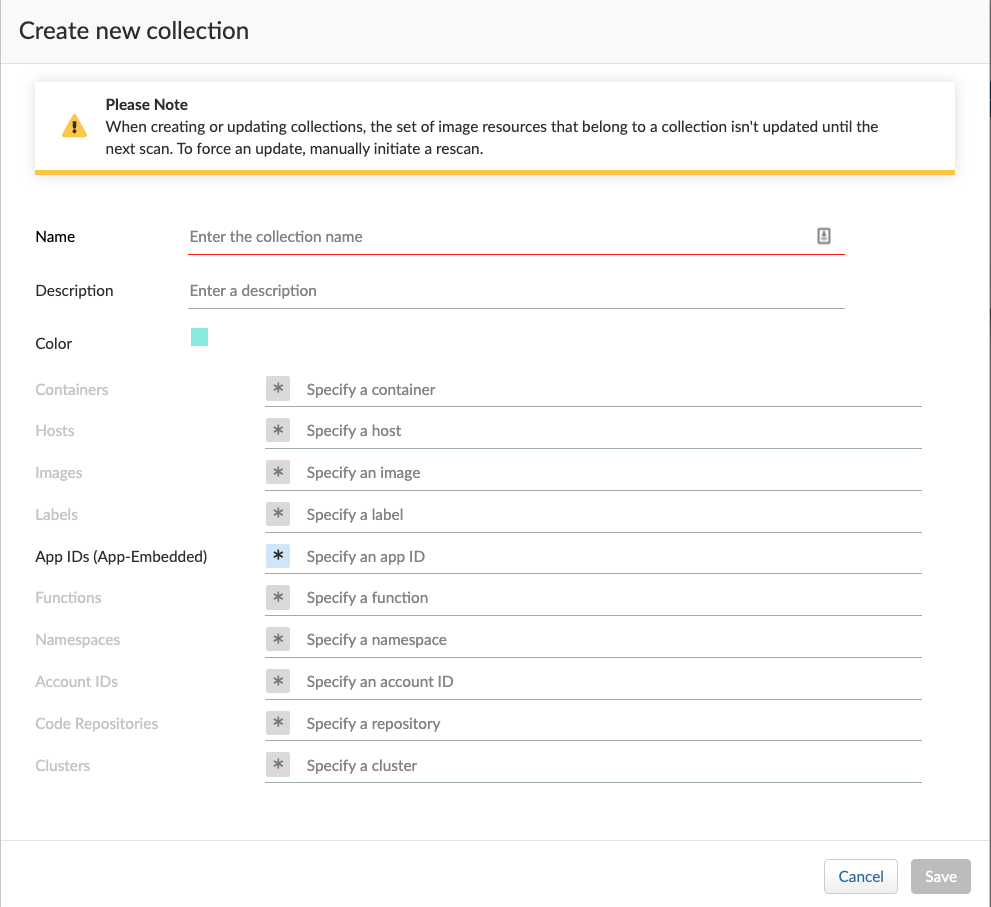 Create new collection
Please Note
When creating or updating collections, the set of image resources that belong to a collection isn't updated until the
next scan. To force an update, manually initiate a rescan.
Name Enter the collection name
Description Enter a description
Color
Containers * Specify a container
Hosts * Specify a host
Images * Specify an image
Labels * Specify a label
App IDs (App-Embedded) * Specify an app ID
Functions * Specify a function
Namespaces * Specify a namespace
Account IDs * Specify an account ID
Code Repositories * Specify a repository
Clusters * Specify a cluster
Cancel Save